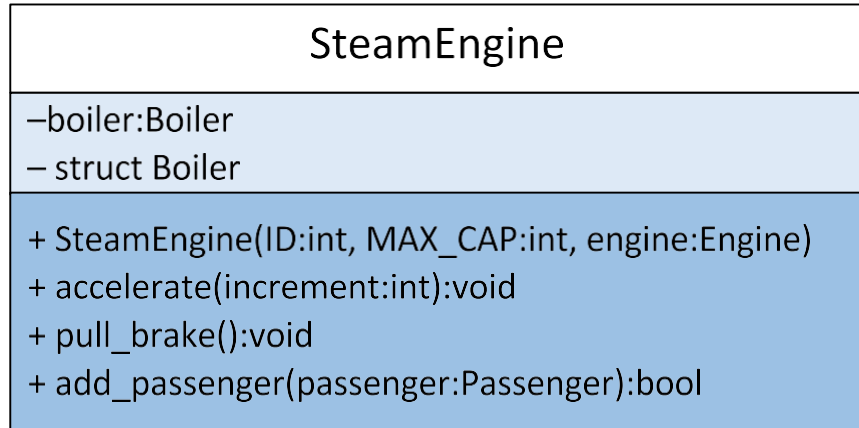 SteamEngine
–boiler:Boiler
– struct Boiler
+ SteamEngine(ID:int, MAX_CAP:int, engine:Engine)
+ accelerate(increment:int):void
+ pull_brake():void
+ add_passenger(passenger:Passenger):bool